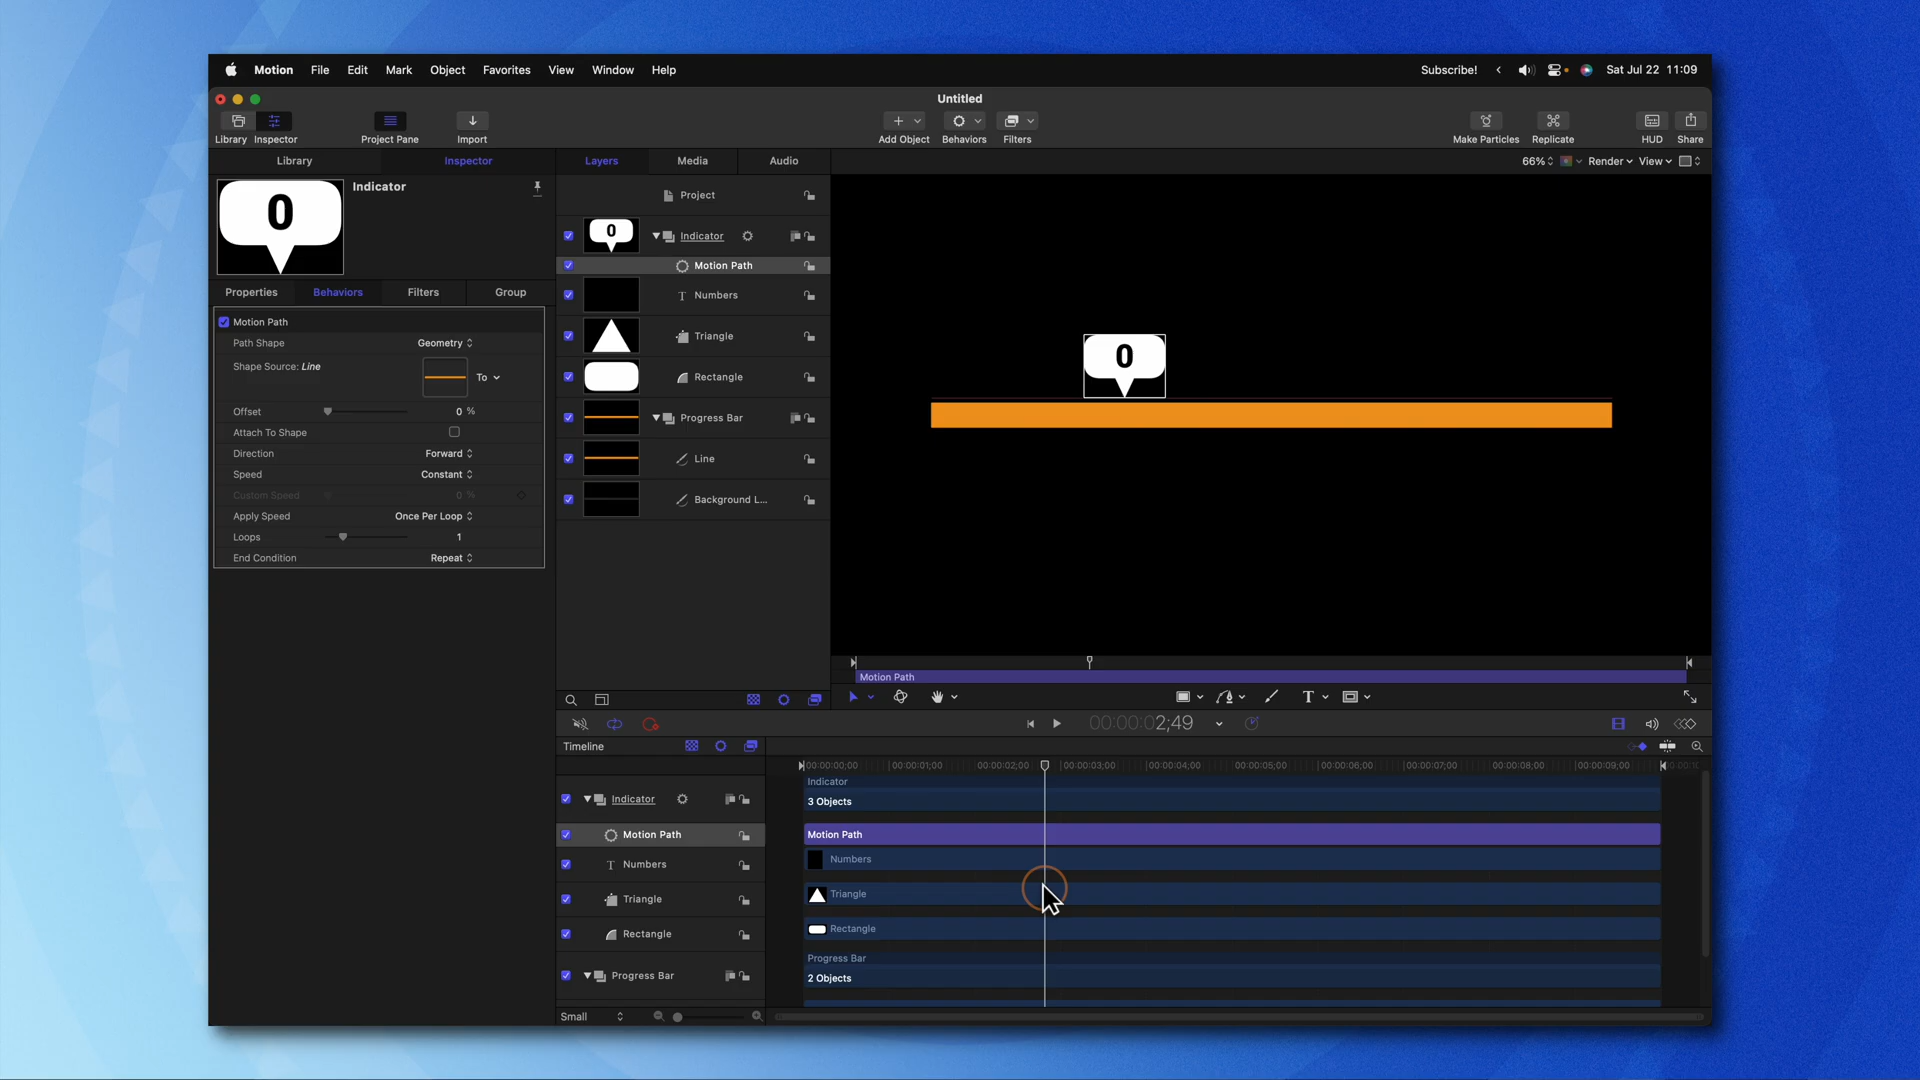 Motion File Edit Mark Object Favorites View Window Help Subscribe! Sat Jul 22 11:09
Untitled
Library Inspector Project Pane Import Add Object Behaviors Filters Make Particles Replicate HUD Share
Library Inspector Layers Media Audio 66% Render View
Indicator
0
Properties Behaviors Filters Group
Motion Path
Path Shape Geometry
Shape Source: Line To
Offset 0 %
Attach To Shape
Direction Forward
Speed Constant
Custom Speed 0 %
Apply Speed Once Per Loop
Loops 1
End Condition Repeat
Project
0 Indicator
Motion Path
Numbers
Triangle
Rectangle
Progress Bar
Line
Background L...
0
Motion Path
T
00:00:02;49
Timeline
00:00:00;00 00:00:01;00 00:00:02;00 00:00:03;00 00:00:04;00 00:00:05;00 00:00:06;00 00:00:07;00 00:00:08;00 00:00:09;00
Indicator
Indicator 3 Objects
Motion Path Motion Path
Numbers Numbers
Triangle Triangle
Rectangle Rectangle
Progress Bar
Progress Bar 2 Objects
Small